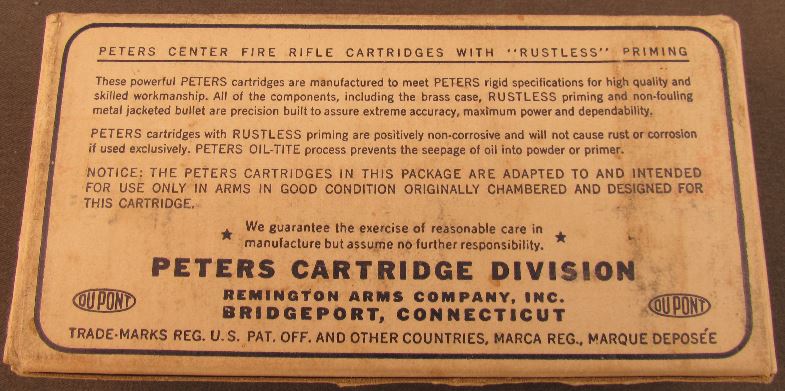 PETERS CENTER FIRE RIFLE CARTRIDGES WITH "RUSTLESS" PRIMING
These powerful PETERS cartridges are manufactured to meet PETERS rigid specifications for high quality and
skilled workmanship. All of the components, including the brass case, RUSTLESS priming and non-fouling
metal jacketed bullet are precision built to assure extreme accuracy, maximum power and dependability.
PETERS cartridges with RUSTLESS priming are positively non-corrosive and will not cause rust or corrosion
if used exclusively. PETERS OIL-TITE process prevents the seepage of oil into powder or primer.
NOTICE: THE PETERS CARTRIDGES IN THIS PACKAGE ARE ADAPTED TO AND INTENDED
FOR USE ONLY IN ARMS IN GOOD CONDITION ORIGINALLY CHAMBERED AND DESIGNED FOR
THIS CARTRIDGE.
★ We guarantee the exercise of reasonable care in
manufacture but assume no further responsibility. ★
PETERS CARTRIDGE DIVISION
DU PONT REMINGTON ARMS COMPANY, INC. DU PONT
BRIDGEPORT, CONNECTICUT
TRADE-MARKS REG. U.S. PAT. OFF. AND OTHER COUNTRIES, MARCA REG., MARQUE DEPOSÉE